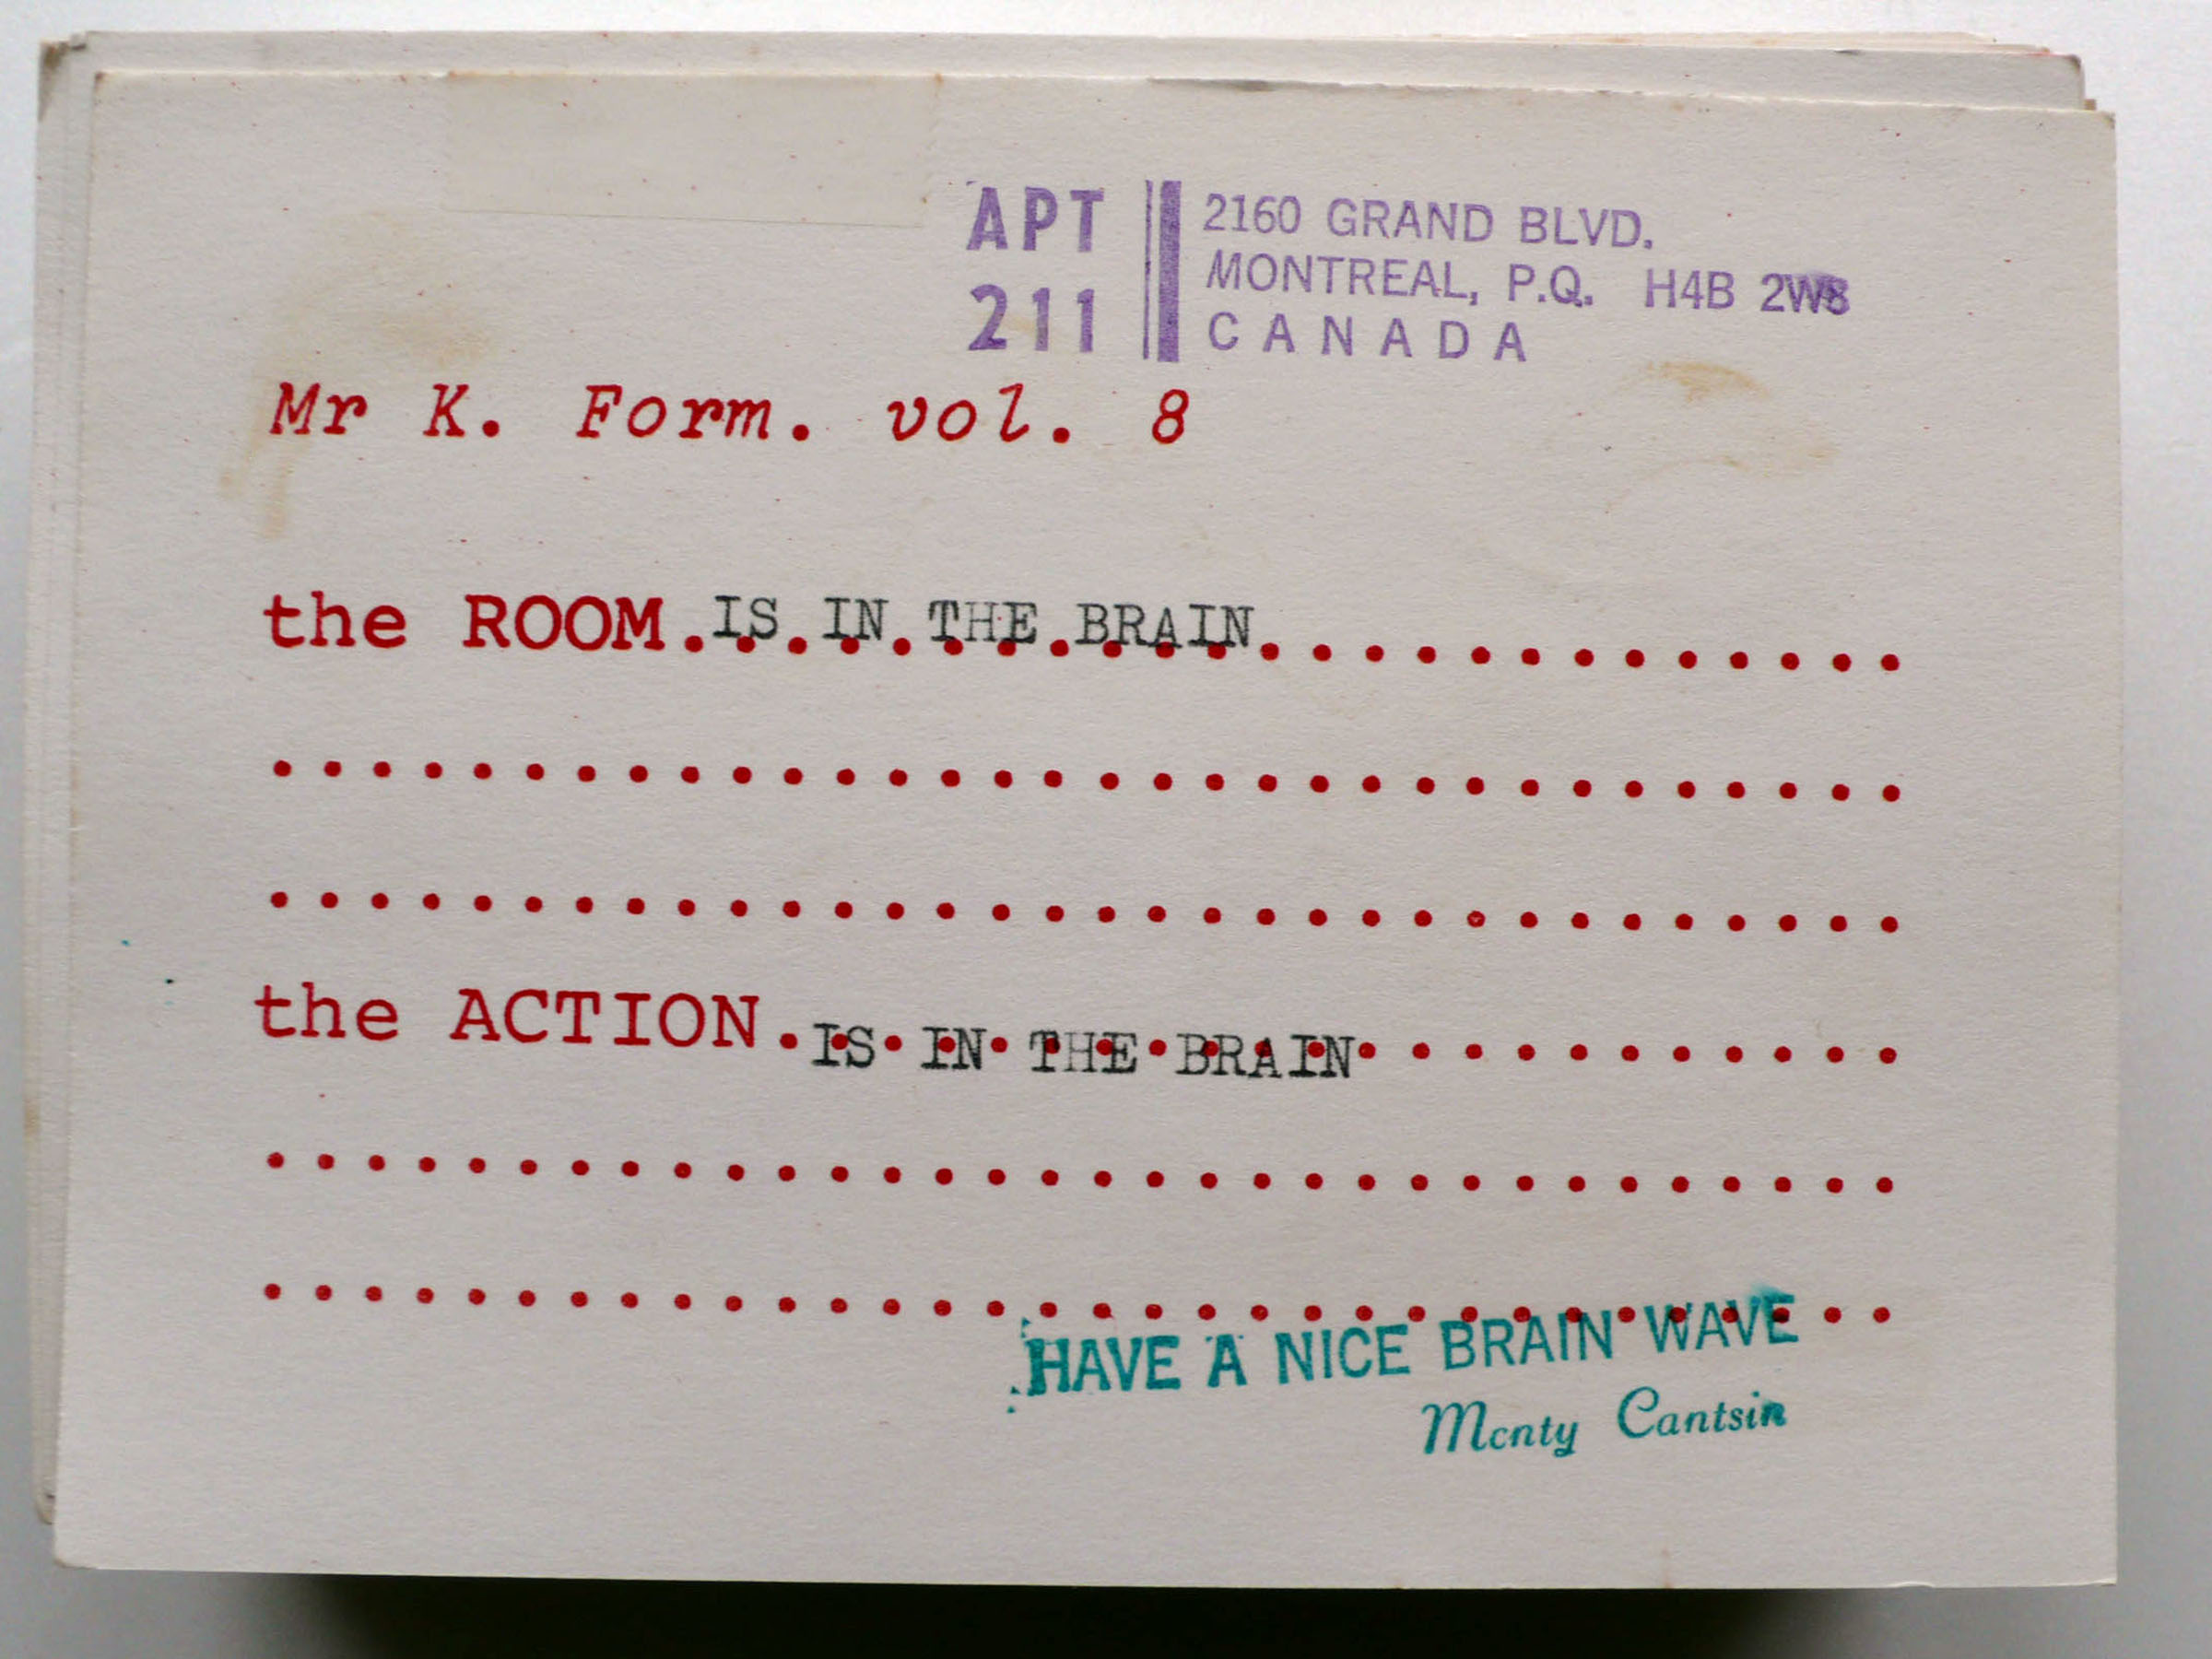 APT 211
2160 GRAND BLVD.
MONTREAL, P.Q. H4B 2W8
CANADA
Mr K. Form. vol. 8
the ROOM. IS IN THE BRAIN..............
................................
................................
the ACTION. IS IN THE BRAIN...........
................................
................................
HAVE A NICE BRAIN WAVE
Monty Cantsin